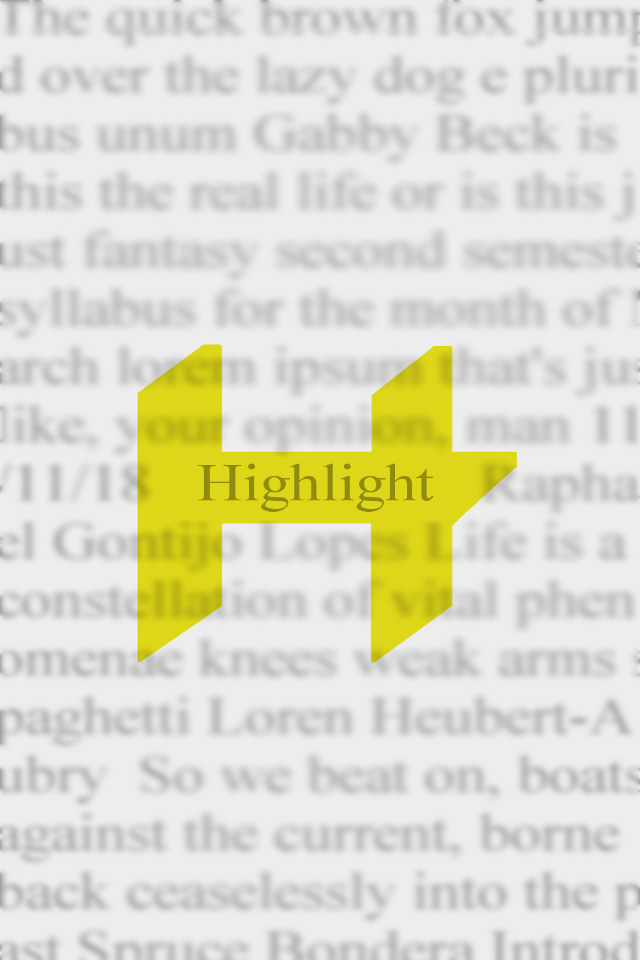 The quick brown fox jump
d over the lazy dog e pluri
bus unum Gabby Beck is
this the real life or is this j
ust fantasy second semeste
syllabus for the month of M
arch lorem ipsum that's jus
like, your opinion, man 11
/11/18 Highlight Rapha
el Gontijo Lopes Life is a
constellation of vital phen
omenae knees weak arms s
paghetti Loren Heubert-A
ubry So we beat on, boats
against the current, borne
back ceaselessly into the p
ast Spruce Bondera Introd